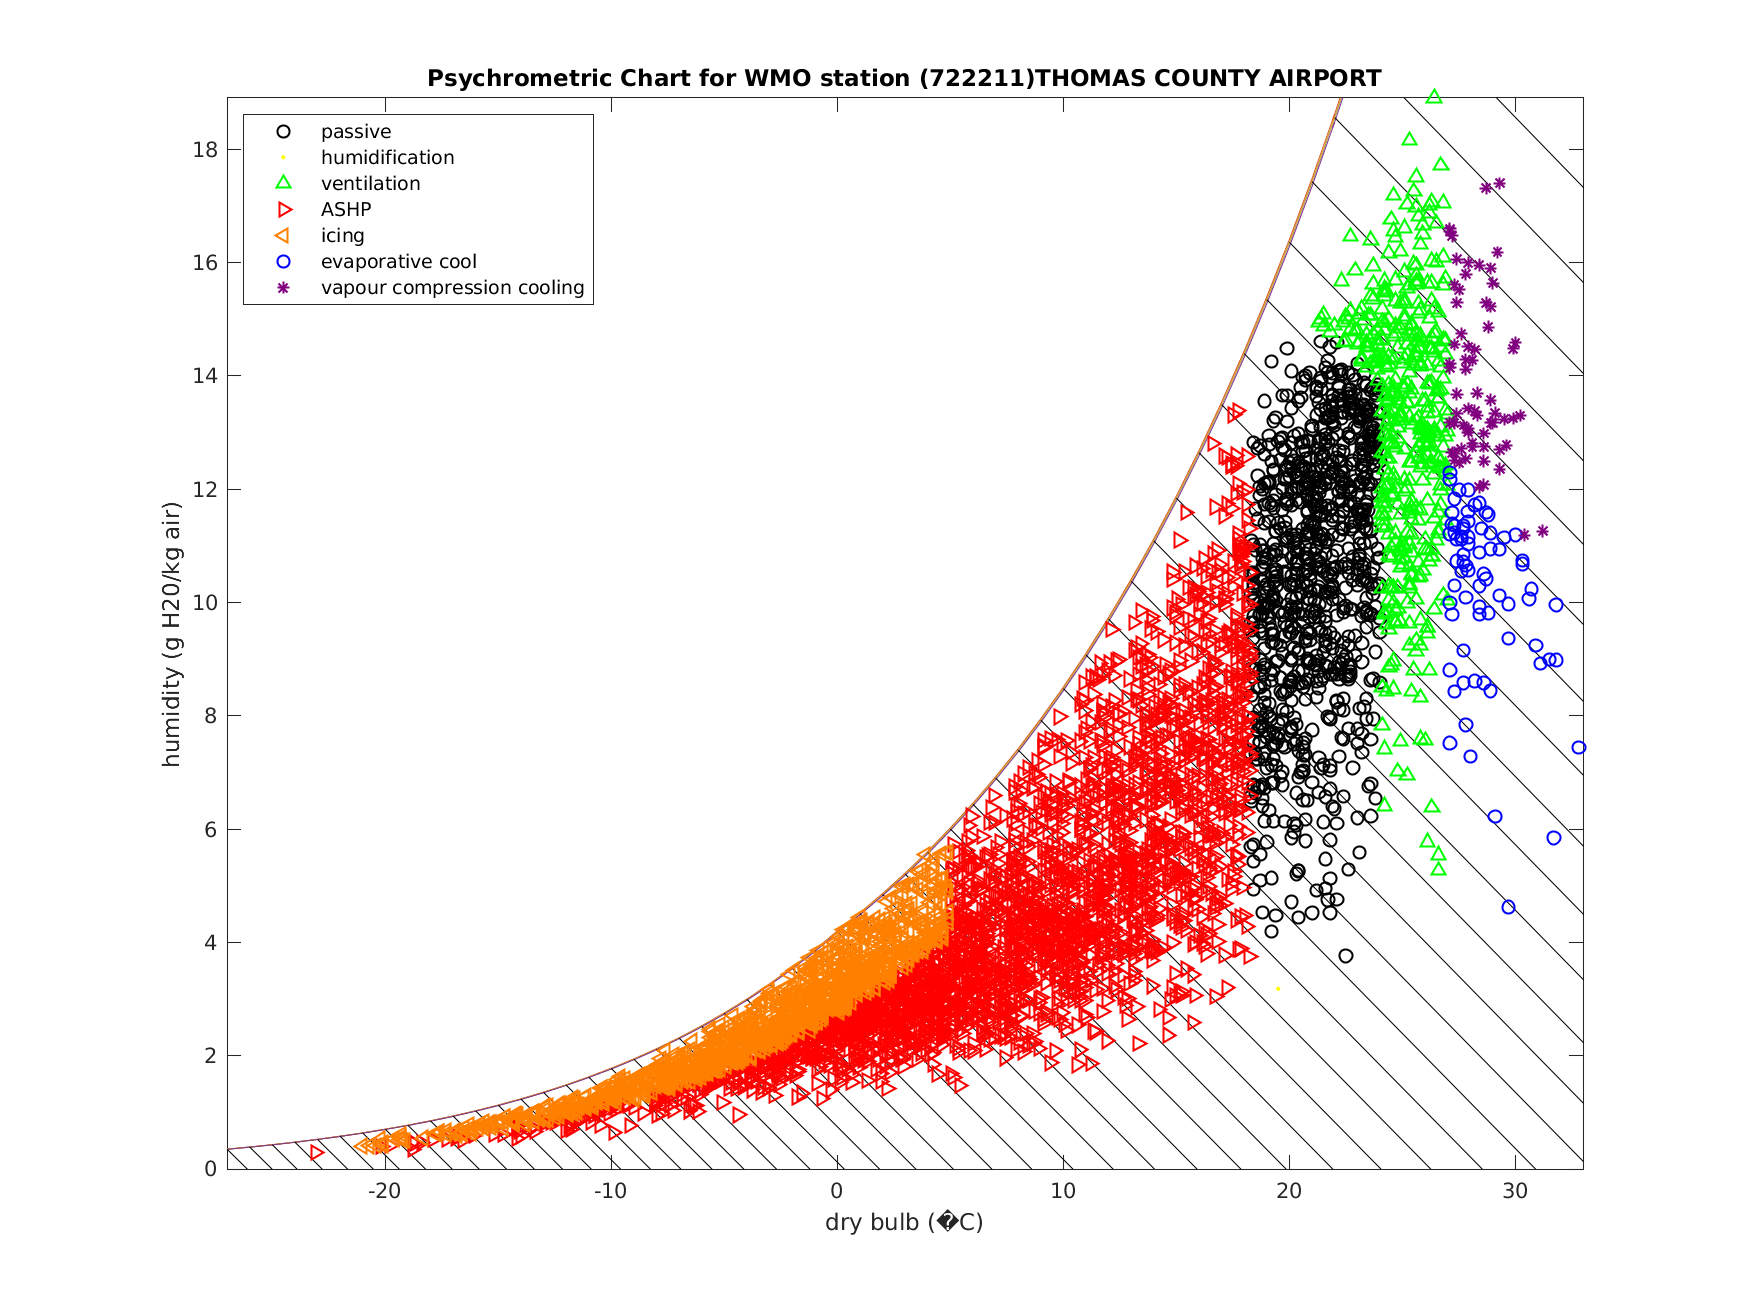 Psychrometric Chart for WMO station (722211)THOMAS COUNTY AIRPORT
passive
humidification
ventilation
ASHP
icing
evaporative cool
vapour compression cooling
humidity (g H20/kg air)
18
16
14
12
10
8
6
4
2
0
-20 -10 0 10 20 30
dry bulb (�C)